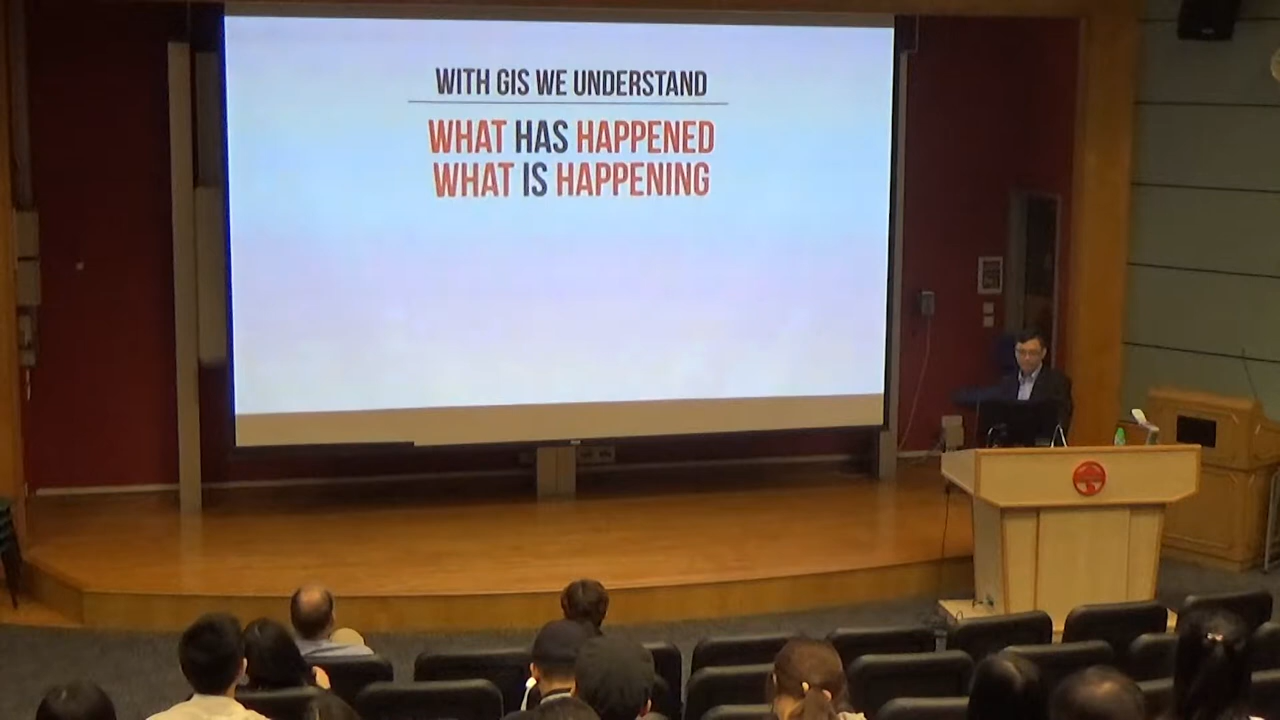 WITH GIS WE UNDERSTAND
WHAT HAS HAPPENED
WHAT IS HAPPENING